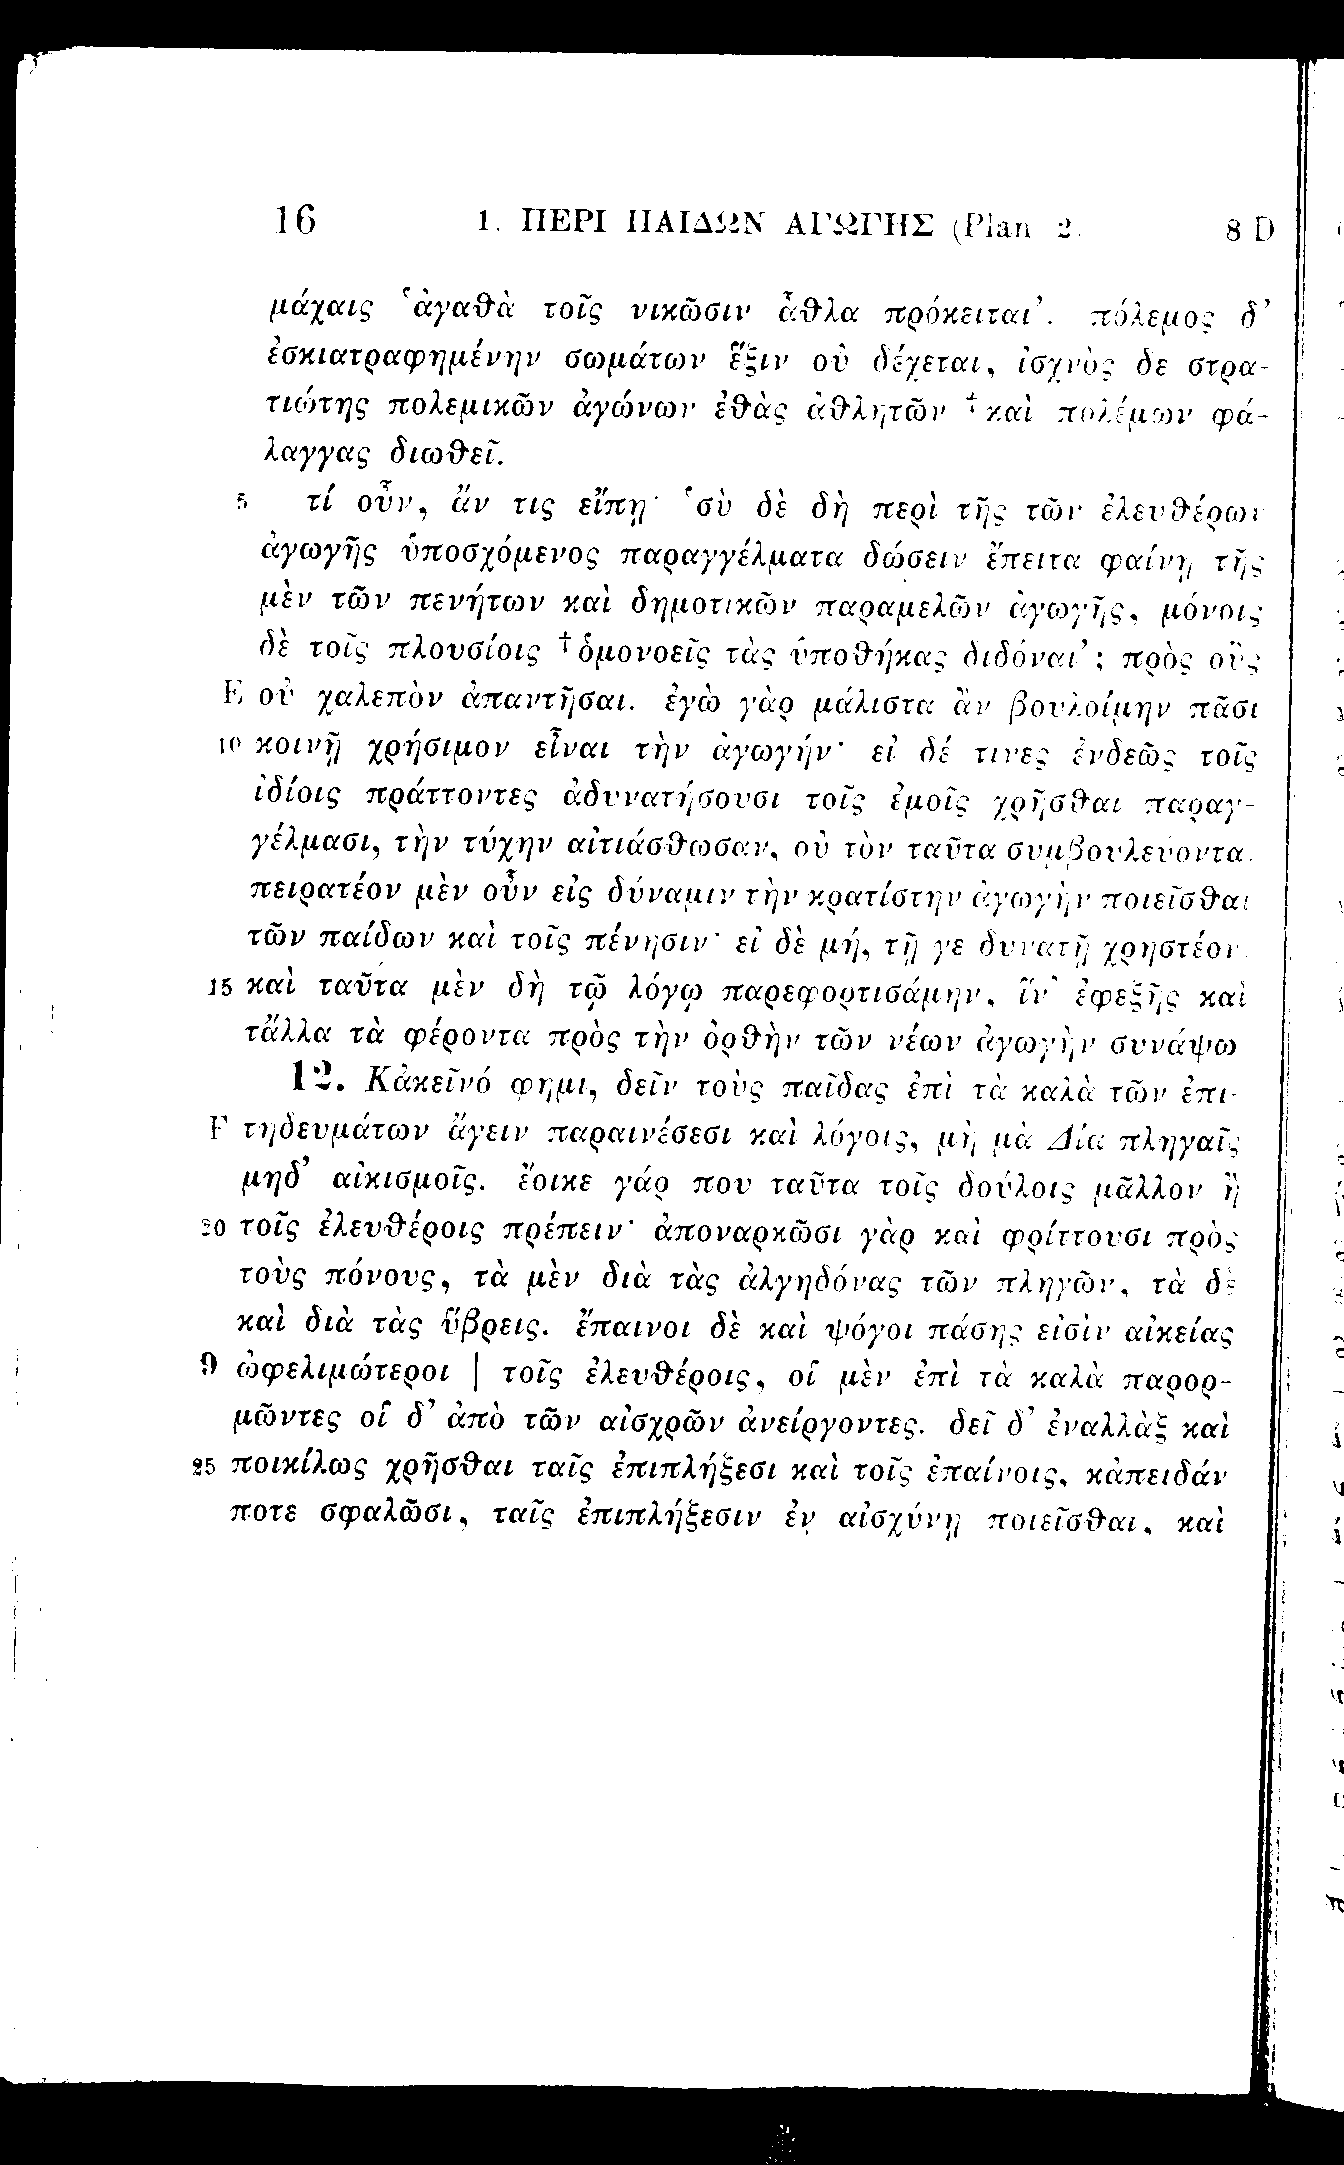 16 1. ΠΕΡΙ ΠΑΙΔΩΝ ΑΓΩΓΗΣ (Plan 2. 8 D
μάχαις ‘ἀγαθὰ τοῖς νικῶσιν ἆθλα πρόκειται’. πόλεμος δ’
ἐσκιατραφημένην σωμάτων ἕξιν οὐ δέχεται, ἰσχνὸς δε στρα-
τιώτης πολεμικῶν ἀγώνων ἐθὰς ἀθλητῶν † καὶ πολέμων φά-
λαγγας διωθεῖ.
5 τί οὖν, ἄν τις εἴπῃ· ‘σὺ δὲ δὴ περὶ τῆς τῶν ἐλευθέρων
ἀγωγῆς ὑποσχόμενος παραγγέλματα δώσειν ἔπειτα φαίνῃ τῆς
μὲν τῶν πενήτων καὶ δημοτικῶν παραμελῶν ἀγωγῆς, μόνοις
δὲ τοῖς πλουσίοις † ὁμονοεῖς τὰς ὑποθήκας διδόναι’; πρὸς οὓς
E οὐ χαλεπὸν ἀπαντῆσαι. ἐγὼ γὰρ μάλιστα ἂν βουλοίμην πᾶσι
10 κοινῇ χρήσιμον εἶναι τὴν ἀγωγήν· εἰ δέ τινες ἐνδεῶς τοῖς
ἰδίοις πράττοντες ἀδυνατήσουσι τοῖς ἐμοῖς χρῆσθαι παραγ-
γέλμασι, τὴν τύχην αἰτιάσθωσαν, οὐ τὸν ταῦτα συμβουλεύοντα.
πειρατέον μὲν οὖν εἰς δύναμιν τὴν κρατίστην ἀγωγὴν ποιεῖσθαι
τῶν παίδων καὶ τοῖς πένησιν· εἰ δὲ μή, τῇ γε δυνατῇ χρηστέον.
15 καὶ ταῦτα μὲν δὴ τῷ λόγῳ παρεφορτισάμην, ἵν’ ἐφεξῆς καὶ
τἄλλα τὰ φέροντα πρὸς τὴν ὀρθὴν τῶν νέων ἀγωγὴν συνάψω
12. Κἀκεῖνό φημι, δεῖν τοὺς παῖδας ἐπὶ τὰ καλὰ τῶν ἐπι-
F τηδευμάτων ἄγειν παραινέσεσι καὶ λόγοις, μὴ μὰ Δία πληγαῖς
μηδ’ αἰκισμοῖς. ἔοικε γάρ που ταῦτα τοῖς δούλοις μᾶλλον ἢ
20 τοῖς ἐλευθέροις πρέπειν· ἀποναρκῶσι γὰρ καὶ φρίττουσι πρὸς
τοὺς πόνους, τὰ μὲν διὰ τὰς ἀλγηδόνας τῶν πληγῶν, τὰ δὲ
καὶ διὰ τὰς ὕβρεις. ἔπαινοι δὲ καὶ ψόγοι πάσης εἰσὶν αἰκείας
9 ὠφελιμώτεροι | τοῖς ἐλευθέροις, οἱ μὲν ἐπὶ τὰ καλὰ παρορ-
μῶντες οἱ δ’ ἀπὸ τῶν αἰσχρῶν ἀνείργοντες. δεῖ δ’ ἐναλλὰξ καὶ
25 ποικίλως χρῆσθαι ταῖς ἐπιπλήξεσι καὶ τοῖς ἐπαίνοις, κἀπειδάν
ποτε σφαλῶσι, ταῖς ἐπιπλήξεσιν ἐν αἰσχύνῃ ποιεῖσθαι, καὶ